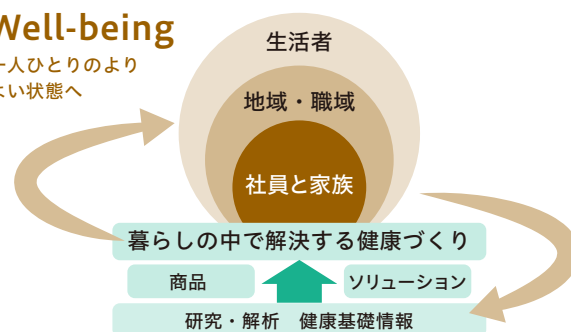 Well-being
一人ひとりのより
よい状態へ
生活者
地域・職域
社員と家族
暮らしの中で解決する健康づくり
商品
ソリューション
研究・解析 健康基礎情報